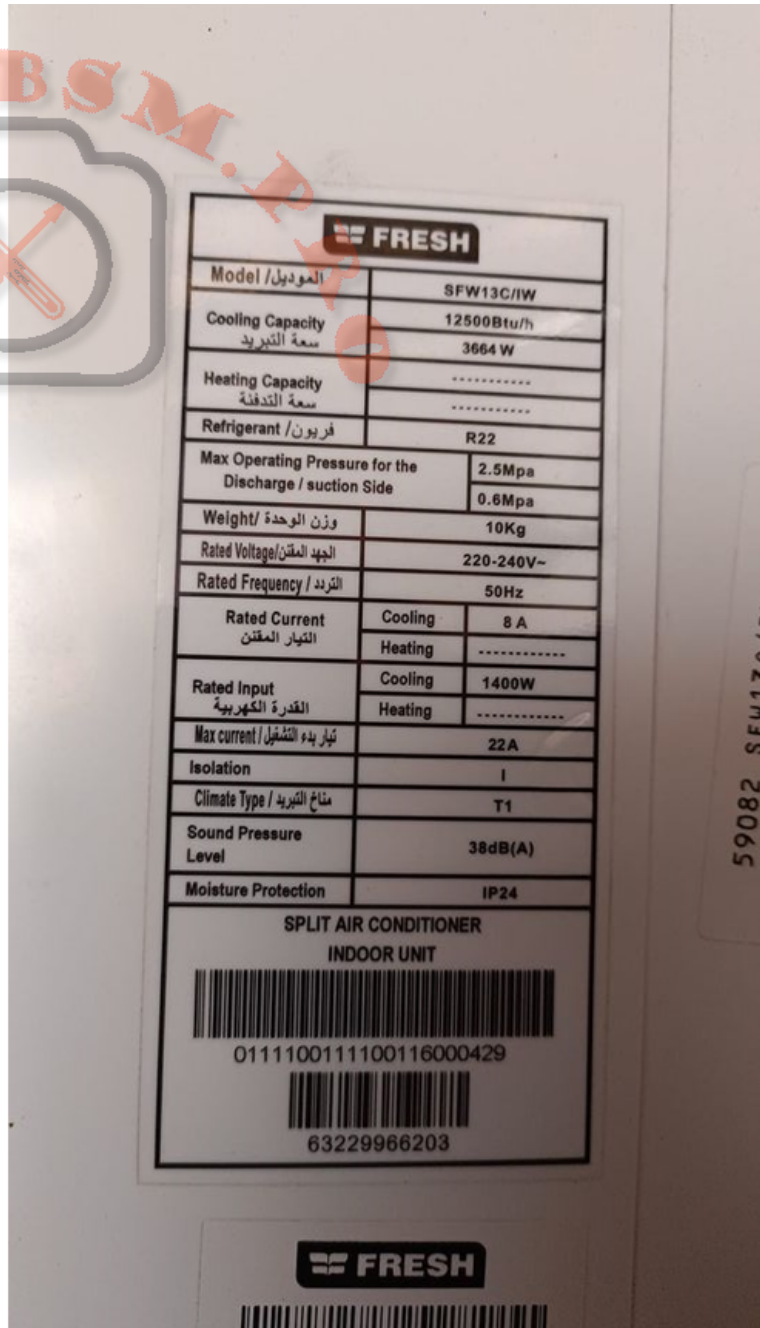 BSM.PRO
FRESH
Model /الموديل SFW13C/IW
Cooling Capacity 12500Btu/h
سعة التبريد 3664 W
Heating Capacity -----------
سعة التدفئة -----------
Refrigerant /فريون R22
Max Operating Pressure for the 2.5Mpa
Discharge / suction Side 0.6Mpa
Weight/ وزن الوحدة 10Kg
Rated Voltage/الجهد المقنن 220-240V~
Rated Frequency / التردد 50Hz
Rated Current Cooling 8 A
التيار المقنن Heating ------------
Rated Input Cooling 1400W
القدرة الكهربية Heating ------------
Max current / تيار بدء التشغيل 22A
Isolation I
Climate Type / مناخ التبريد T1
Sound Pressure
Level 38dB(A)
Moisture Protection IP24
SPLIT AIR CONDITIONER
INDOOR UNIT
01111001111100116000429
63229966203
FRESH
59082